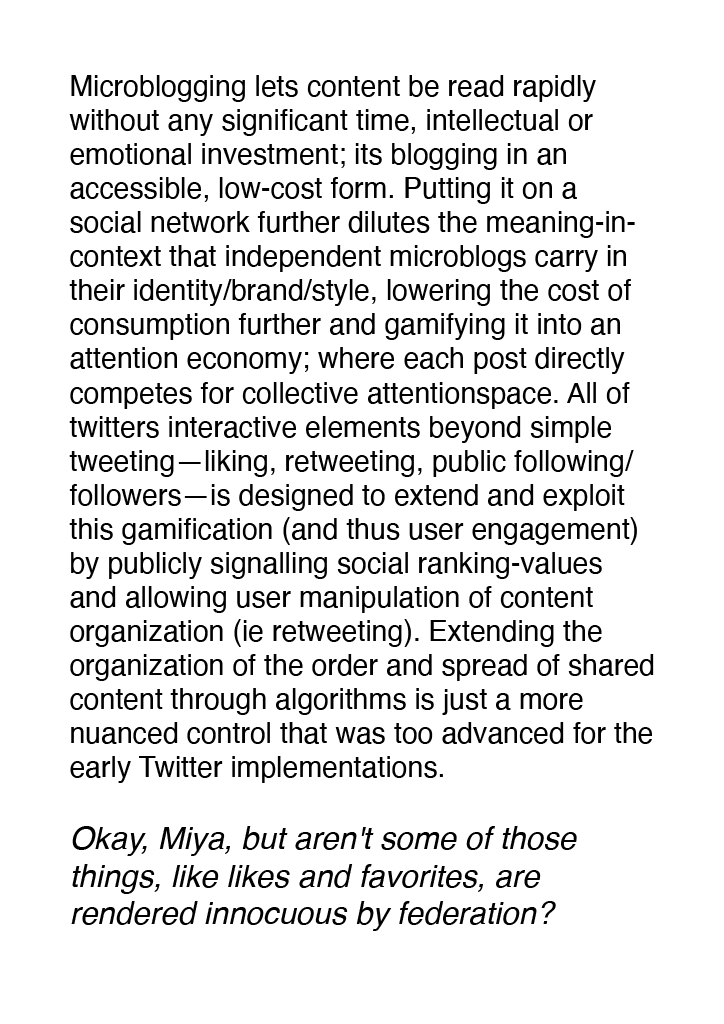 Microblogging lets content be read rapidly
without any significant time, intellectual or
emotional investment; its blogging in an
accessible, low-cost form. Putting it on a
social network further dilutes the meaning-in-
context that independent microblogs carry in
their identity/brand/style, lowering the cost of
consumption further and gamifying it into an
attention economy; where each post directly
competes for collective attentionspace. All of
twitters interactive elements beyond simple
tweeting—liking, retweeting, public following/
followers—is designed to extend and exploit
this gamification (and thus user engagement)
by publicly signalling social ranking-values
and allowing user manipulation of content
organization (ie retweeting). Extending the
organization of the order and spread of shared
content through algorithms is just a more
nuanced control that was too advanced for the
early Twitter implementations.
Okay, Miya, but aren't some of those
things, like likes and favorites, are
rendered innocuous by federation?